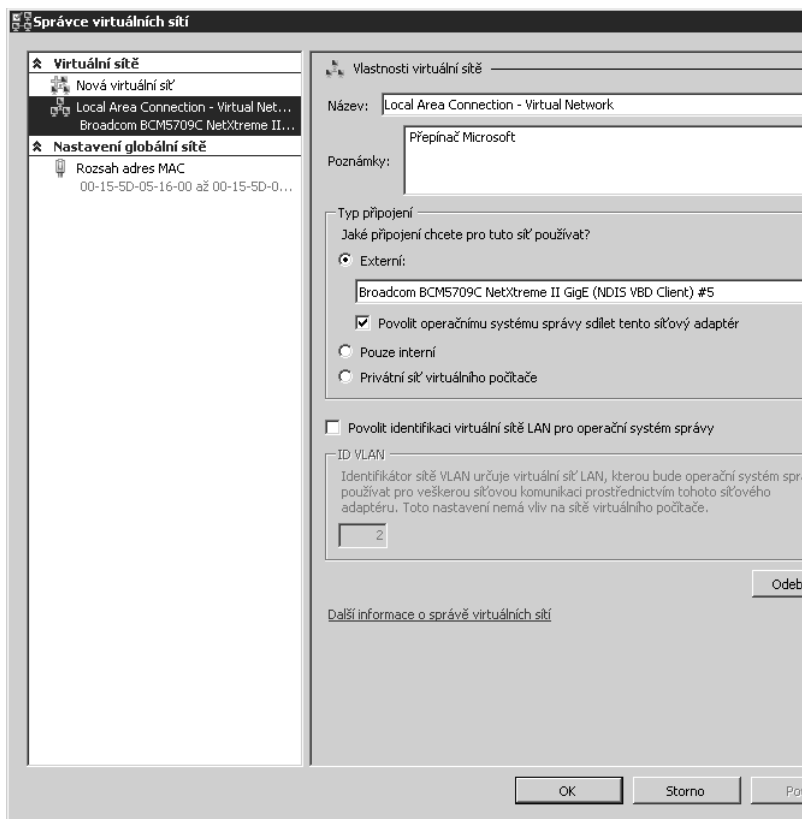 Správce virtuálních sítí
Virtuální sítě
Nová virtuální síť
Local Area Connection - Virtual Net...
Broadcom BCM5709C NetXtreme II...
Nastavení globální sítě
Rozsah adres MAC
00-15-5D-05-16-00 až 00-15-5D-0...
Vlastnosti virtuální sítě
Název: Local Area Connection - Virtual Network
Poznámky: Přepínač Microsoft
Typ připojení
Jaké připojení chcete pro tuto síť používat?
Externí:
Broadcom BCM5709C NetXtreme II GigE (NDIS VBD Client) #5
Povolit operačnímu systému správy sdílet tento síťový adaptér
Pouze interní
Privátní síť virtuálního počítače
Povolit identifikaci virtuální sítě LAN pro operační systém správy
ID VLAN
Identifikátor sítě VLAN určuje virtuální síť LAN, kterou bude operační systém
používat pro veškerou síťovou komunikaci prostřednictvím tohoto síťového
adaptéru. Toto nastavení nemá vliv na sítě virtuálního počítače.
2
Další informace o správě virtuálních sítí
OK
Storno